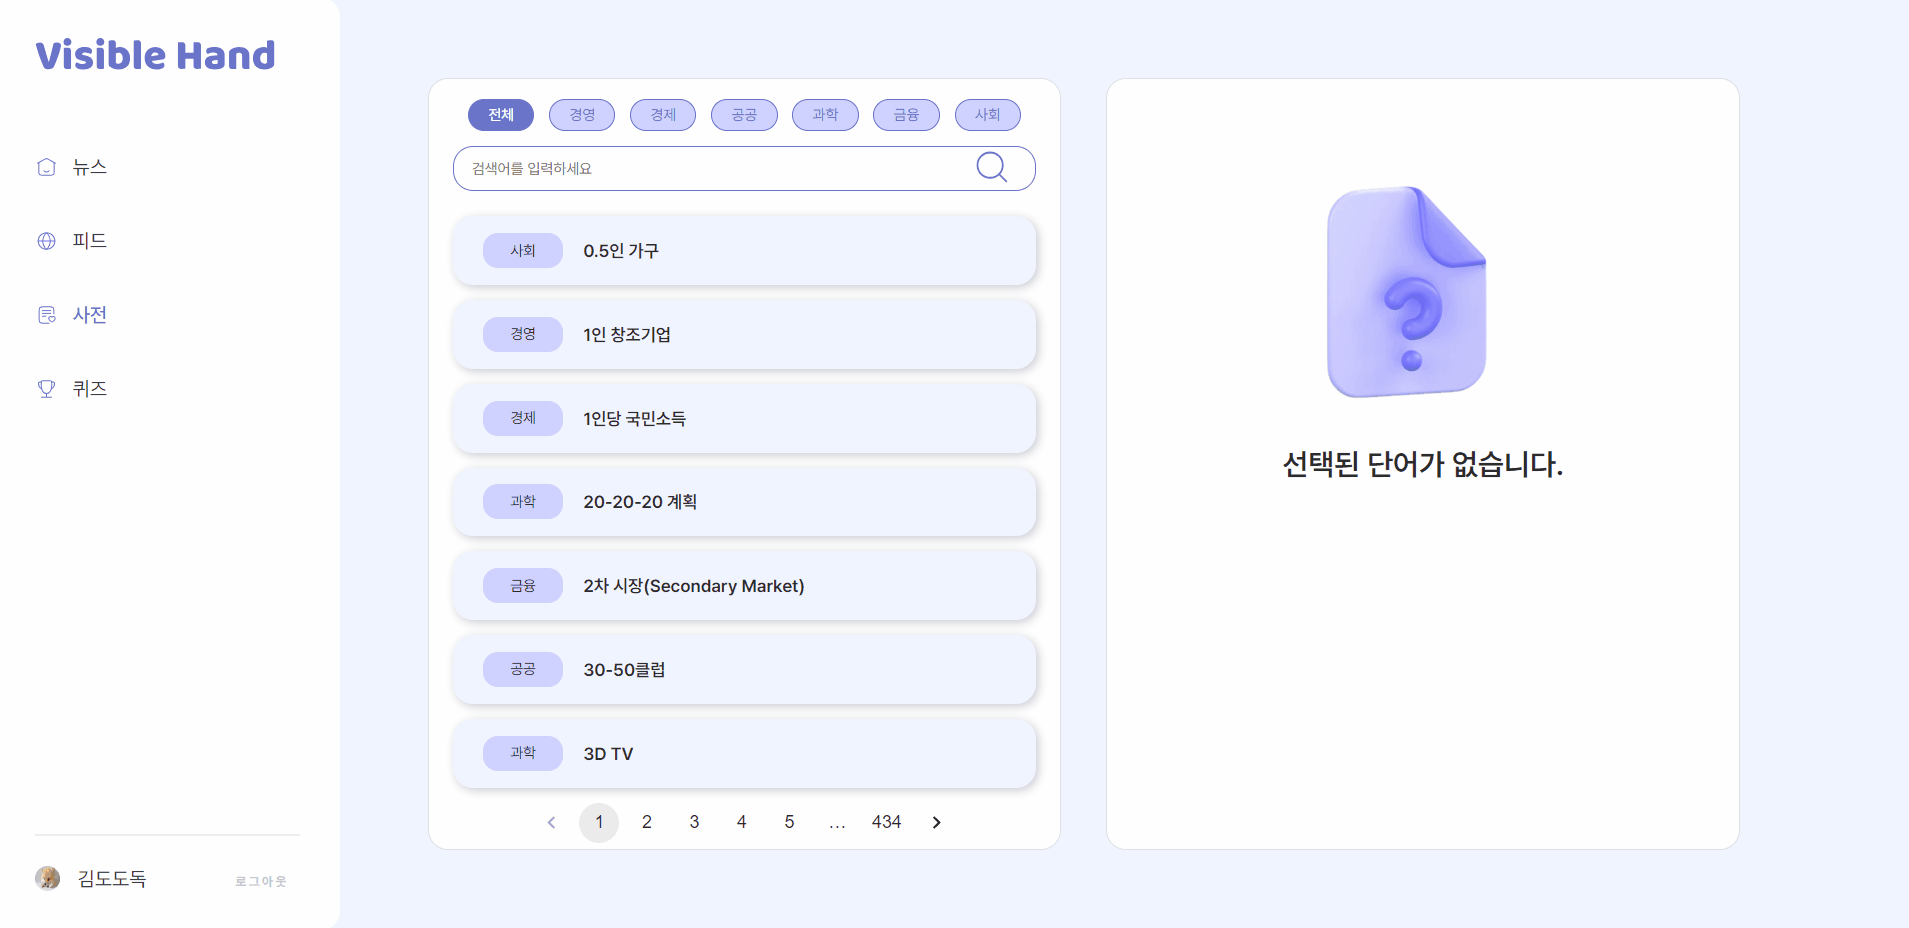 Visible Hand
뉴스
피드
사전
퀴즈
김도도독
로그아웃
전체 경영 경제 공공 과학 금융 사회
검색어를 입력하세요
사회 0.5인 가구
경영 1인 창조기업
경제 1인당 국민소득
과학 20-20-20 계획
금융 2차 시장(Secondary Market)
공공 30-50클럽
과학 3D TV
1 2 3 4 5 ... 434
?
선택된 단어가 없습니다.